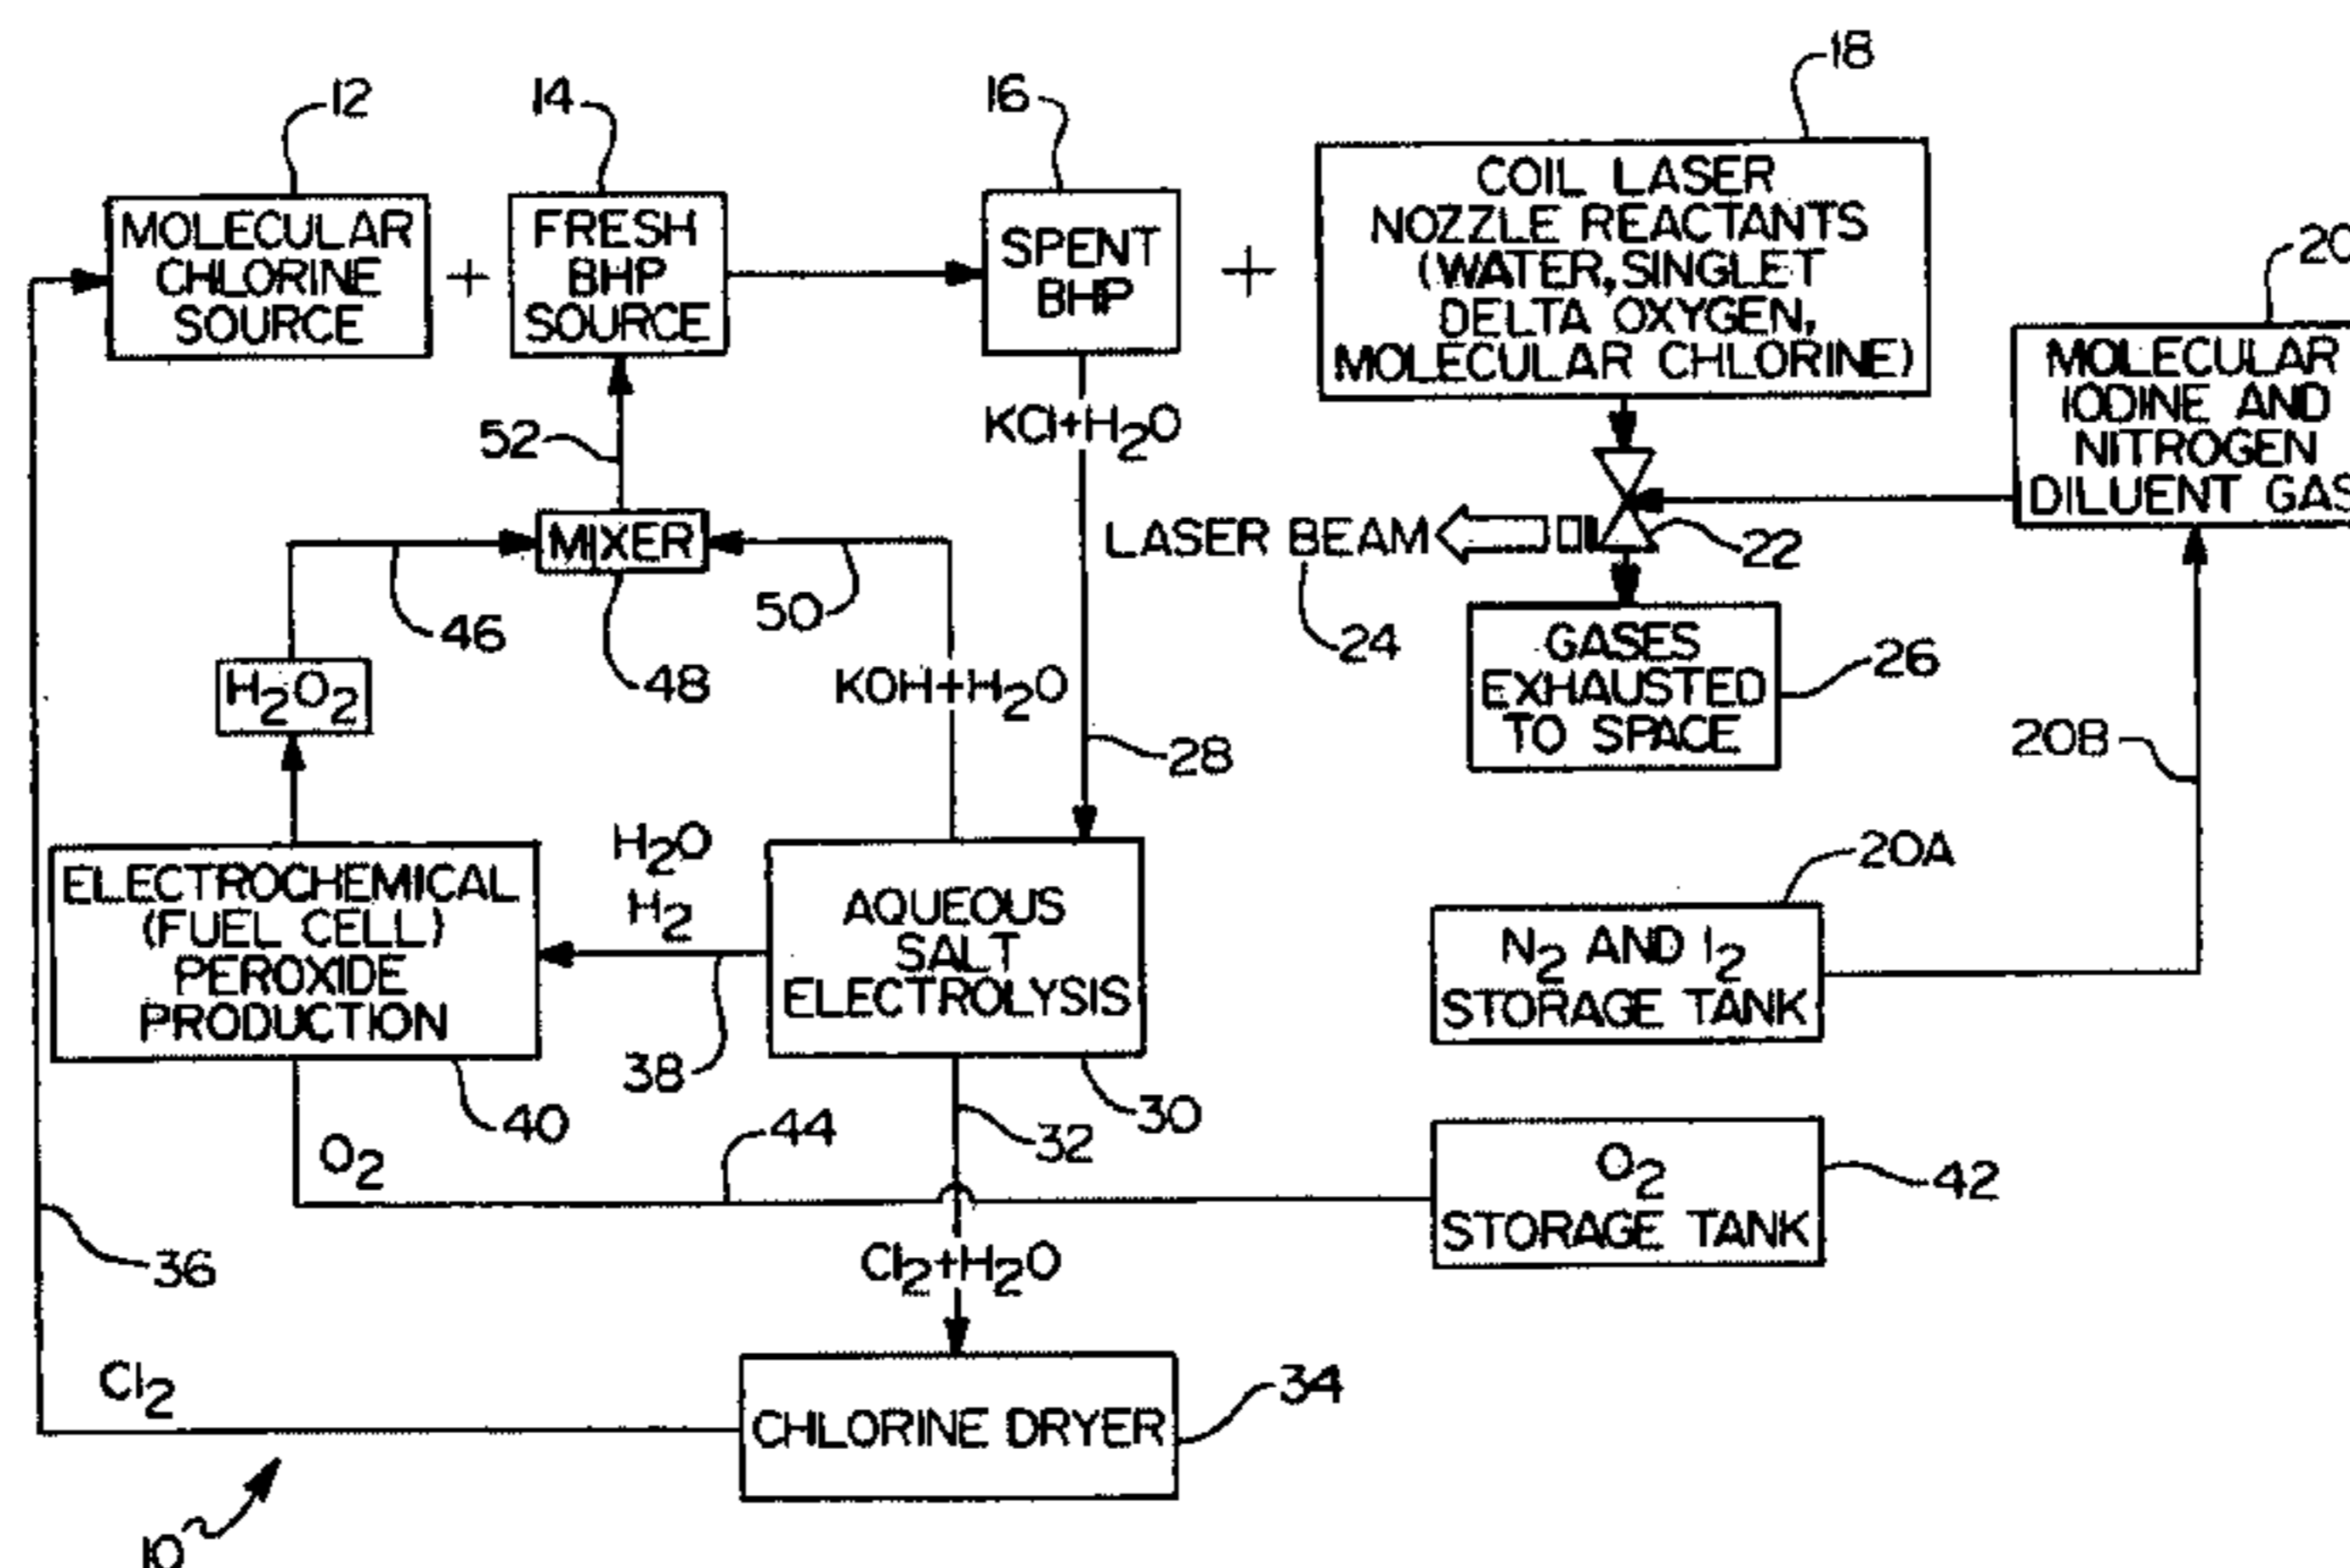 12
14
16
18
20
MOLECULAR
CHLORINE
SOURCE
+
FRESH
BHP
SOURCE
SPENT
BHP
+
COIL LASER
NOZZLE REACTANTS
(WATER, SINGLET
DELTA OXYGEN,
MOLECULAR CHLORINE)
MOLECULAR
IODINE AND
NITROGEN
DILUENT GAS
52
KCl+H2O
MIXER
LASER BEAM
22
46
50
24
48
H2O2
KOH+H2O
28
GASES
EXHAUSTED
TO SPACE
26
20B
H2O
H2
ELECTROCHEMICAL
(FUEL CELL)
PEROXIDE
PRODUCTION
AQUEOUS
SALT
ELECTROLYSIS
20A
N2 AND I2
STORAGE TANK
38
40
30
O2
44
32
O2
STORAGE TANK
42
36
Cl2+H2O
Cl2
CHLORINE DRYER
34
10